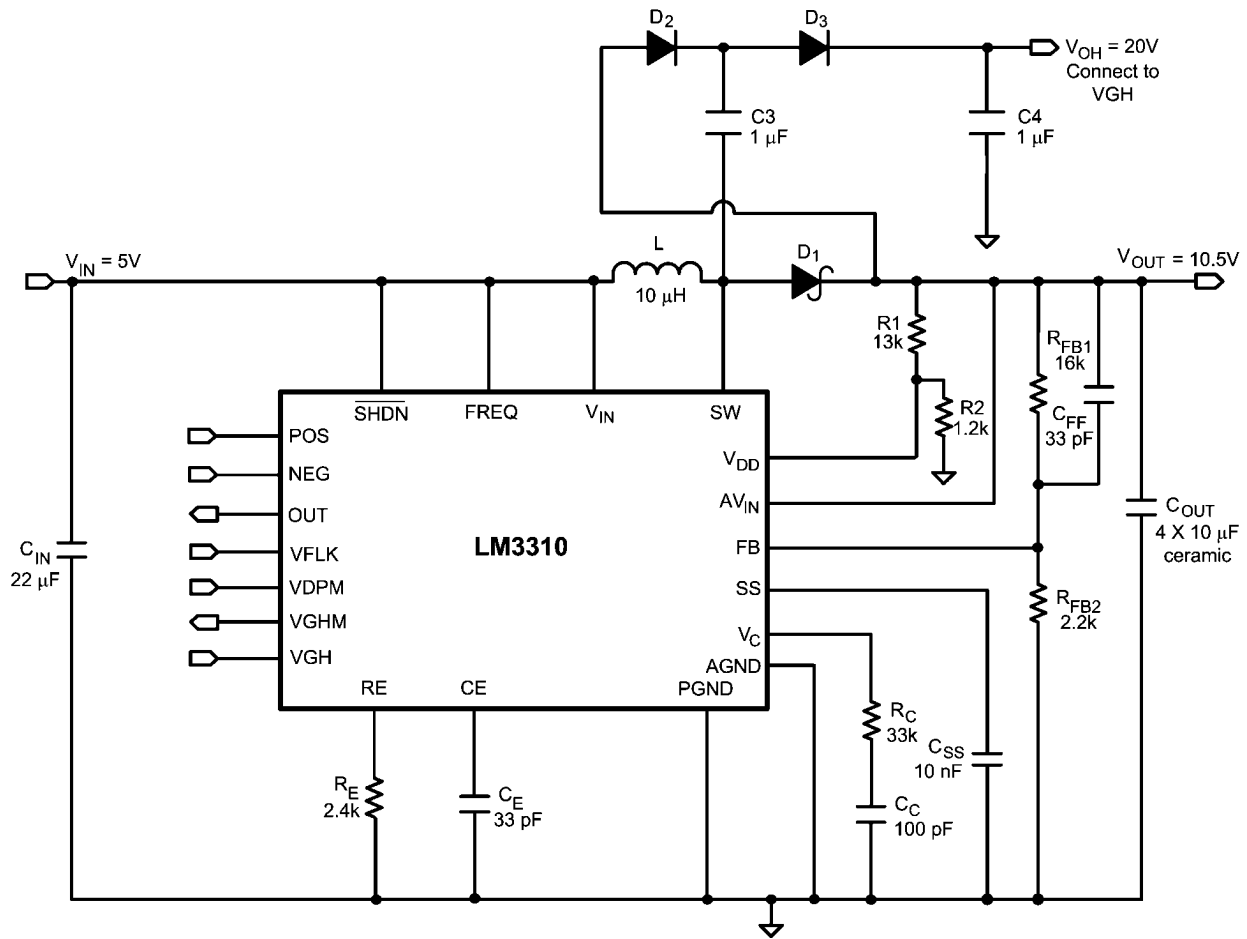 D2
D3
VOH = 20V
Connect to
VGH
C3
1 μF
C4
1 μF
VIN = 5V
L
10 μH
D1
VOUT = 10.5V
R1
13k
RFB1
16k
CFF
33 pF
R2
1.2k
SHDN
FREQ
VIN
SW
POS
NEG
OUT
VFLK
VDPM
VGHM
VGH
LM3310
VDD
AVIN
FB
SS
VC
AGND
PGND
RE
CE
CIN
22 μF
COUT
4 X 10 μF
ceramic
RFB2
2.2k
RC
33k
CSS
10 nF
CC
100 pF
RE
2.4k
CE
33 pF